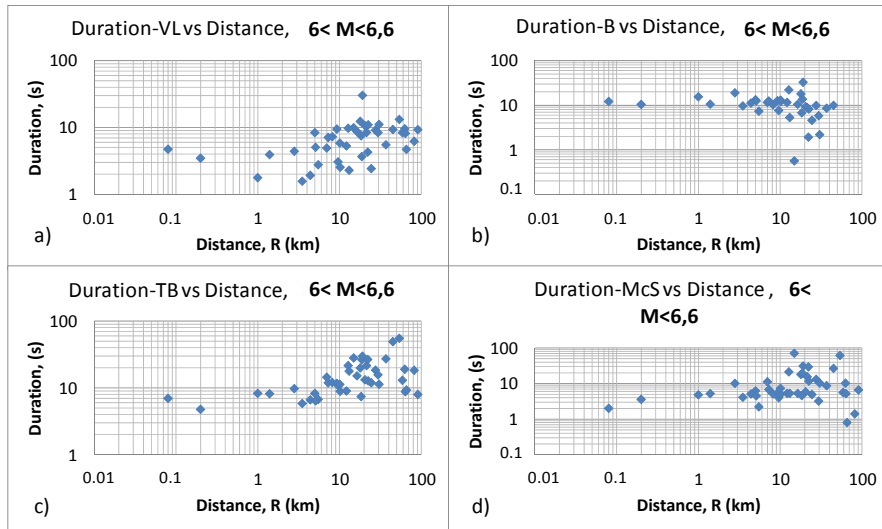 Duration-VL vs Distance, 6< M<6,6
100
10
1
0.01 0.1 1 10 100
Duration, (s)
Distance, R (km)
a)
Duration-B vs Distance, 6< M<6,6
100
10
1
0.1
0.01 0.1 1 10 100
Duration, (s)
Distance, R (km)
b)
Duration-TB vs Distance, 6< M<6,6
100
10
1
0.01 0.1 1 10 100
Duration, (s)
Distance, R (km)
c)
Duration-McS vs Distance , 6<
M<6,6
100
10
1
0.1
0.01 0.1 1 10 100
Duration, (s)
Distance, R (km)
d)